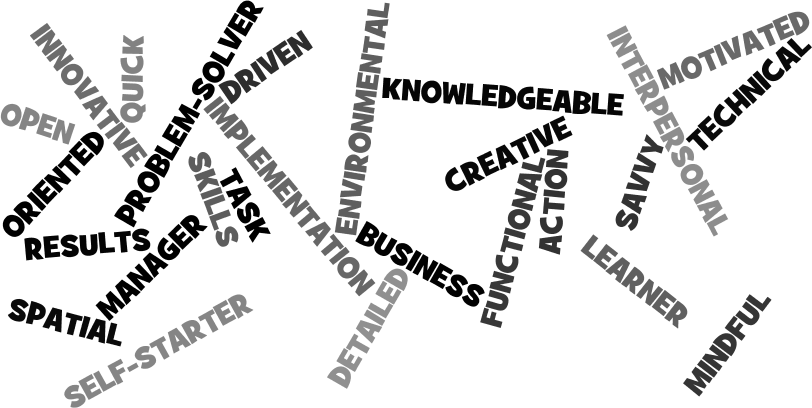 INNOVATIVE
QUICK
PROBLEM-SOLVER
DRIVEN
ENVIRONMENTAL
KNOWLEDGEABLE
INTERPERSONAL
MOTIVATED
TECHNICAL
OPEN
ORIENTED
IMPLEMENTATION
CREATIVE
SKILLS
TASK
FUNCTIONAL
ACTION
SAVVY
RESULTS
MANAGER
BUSINESS
LEARNER
SPATIAL
SELF-STARTER
DETAILED
MINDFUL